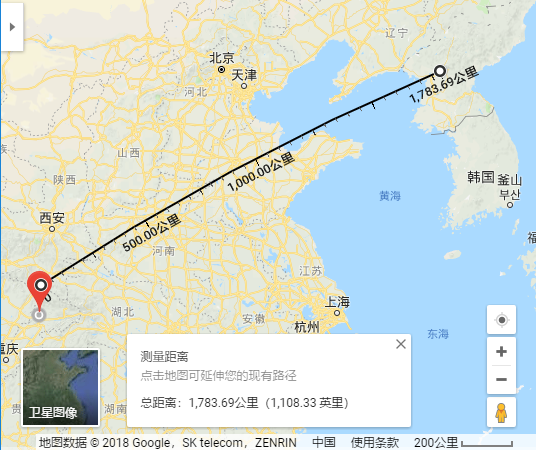 辽宁
北京
天津
河北
1,783.69公里
山西
陕西
1,000.00公里
韩国
釜山
부산
黄海
西安
500.00公里
河南
0
江苏
湖北
安徽
上海
杭州
东海
重庆
湖南
测量距离
点击地图可延伸您的现有路径
总距离：1,783.69公里（1,108.33 英里）
卫星图像
地图数据 © 2018 Google，SK telecom，ZENRIN 中国 使用条款 200公里